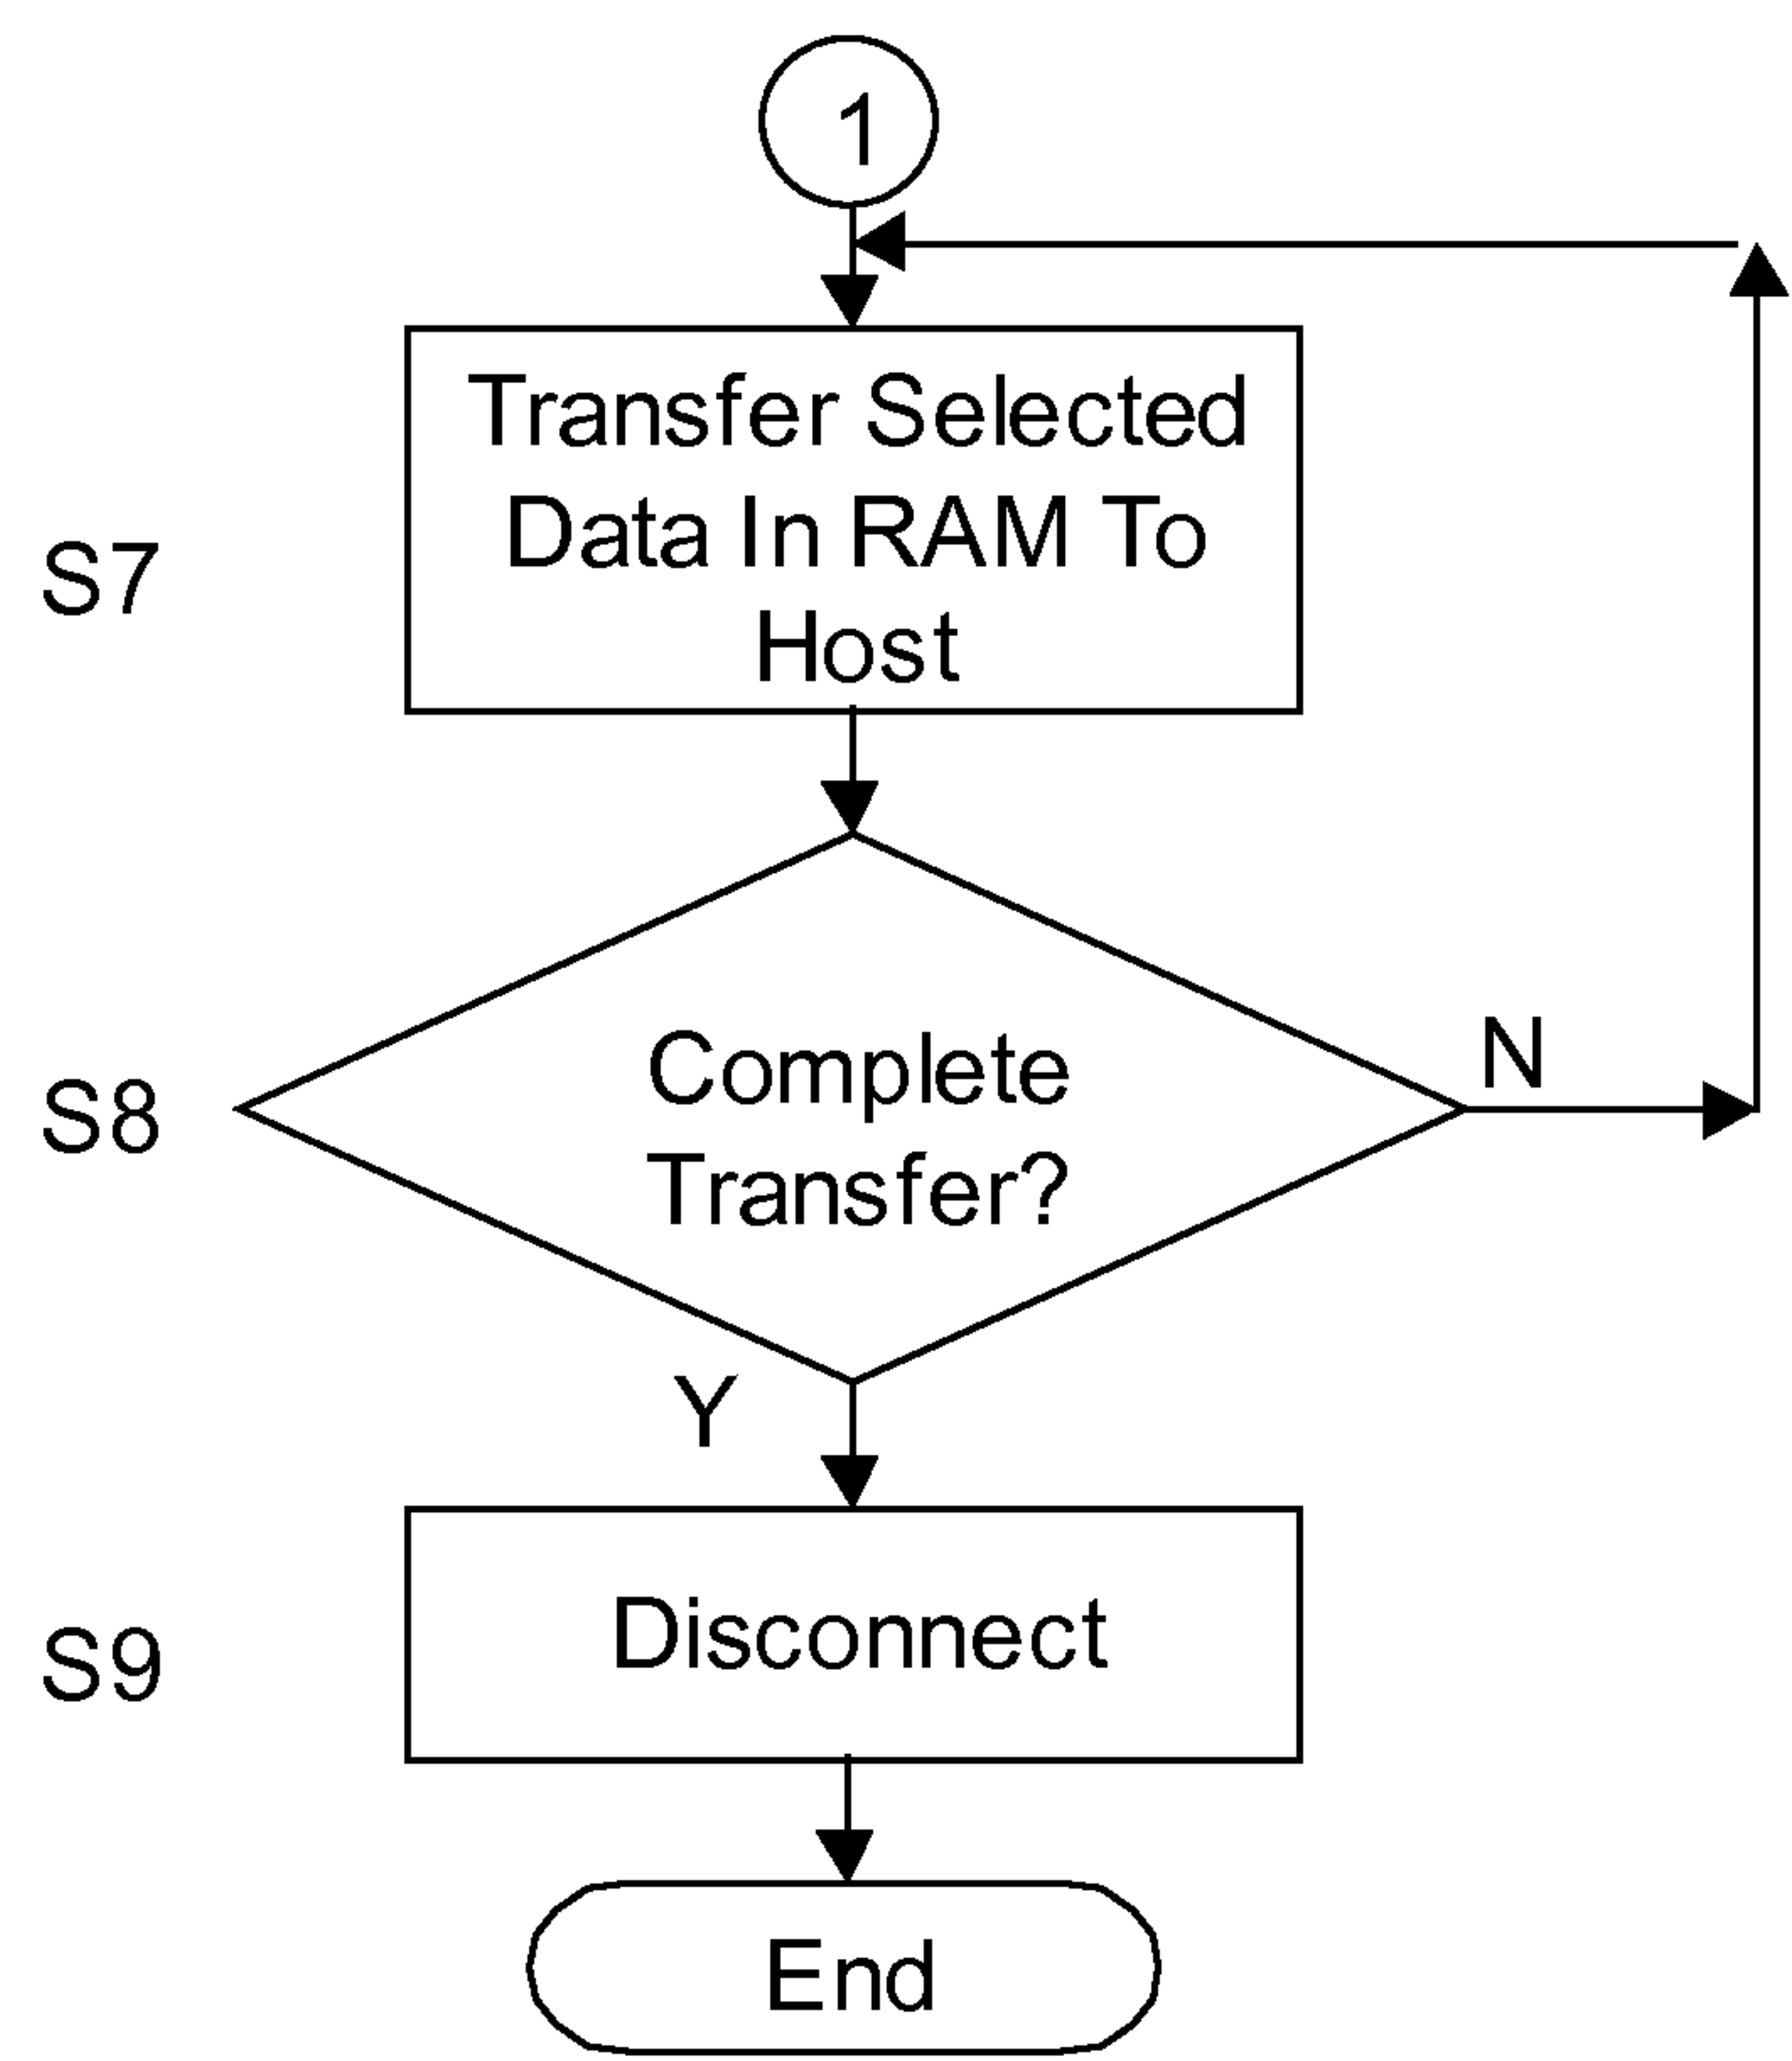 1
Transfer Selected
Data In RAM To
Host
S7
Complete
Transfer?
N
S8
Y
Disconnect
S9
End